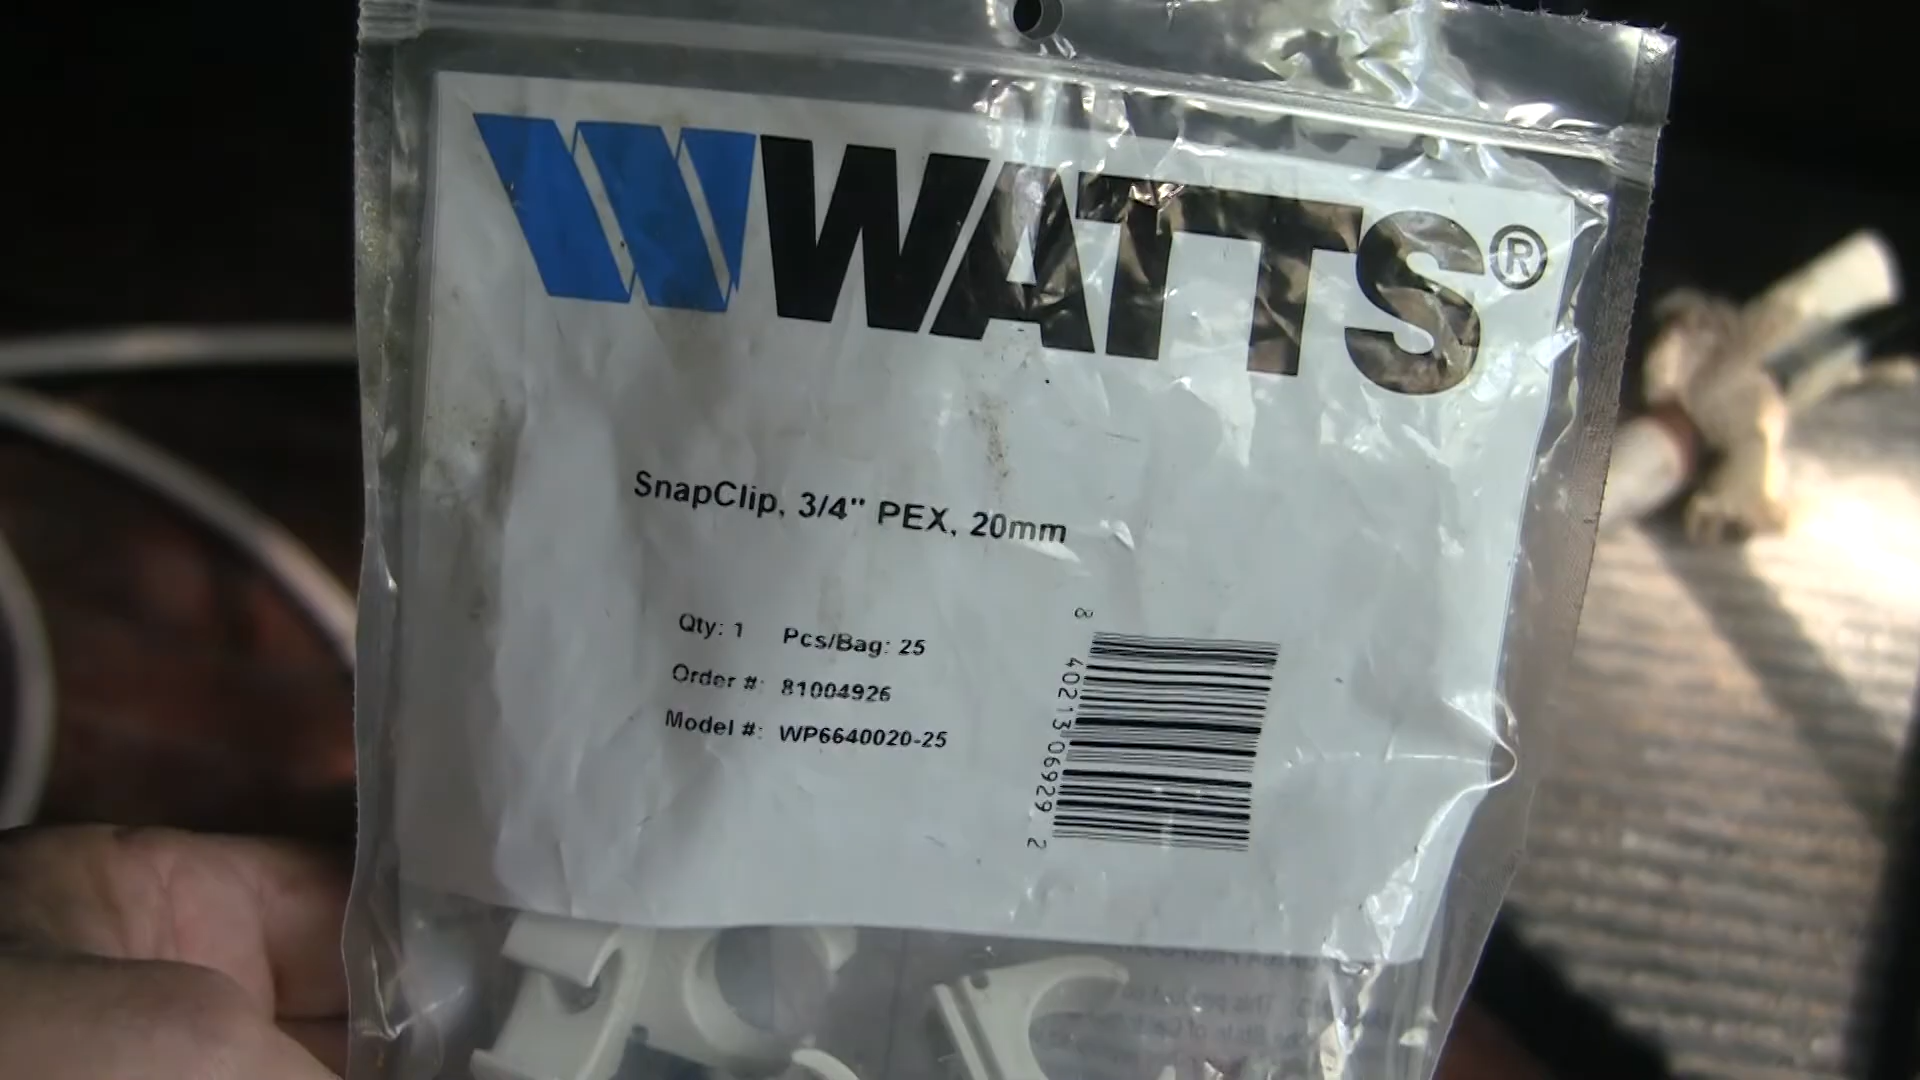 WATTS®
SnapClip, 3/4" PEX, 20mm
Qty: 1 Pcs/Bag: 25
Order #: 81004926
Model #: WP6640020-25
8 40213 06929 2